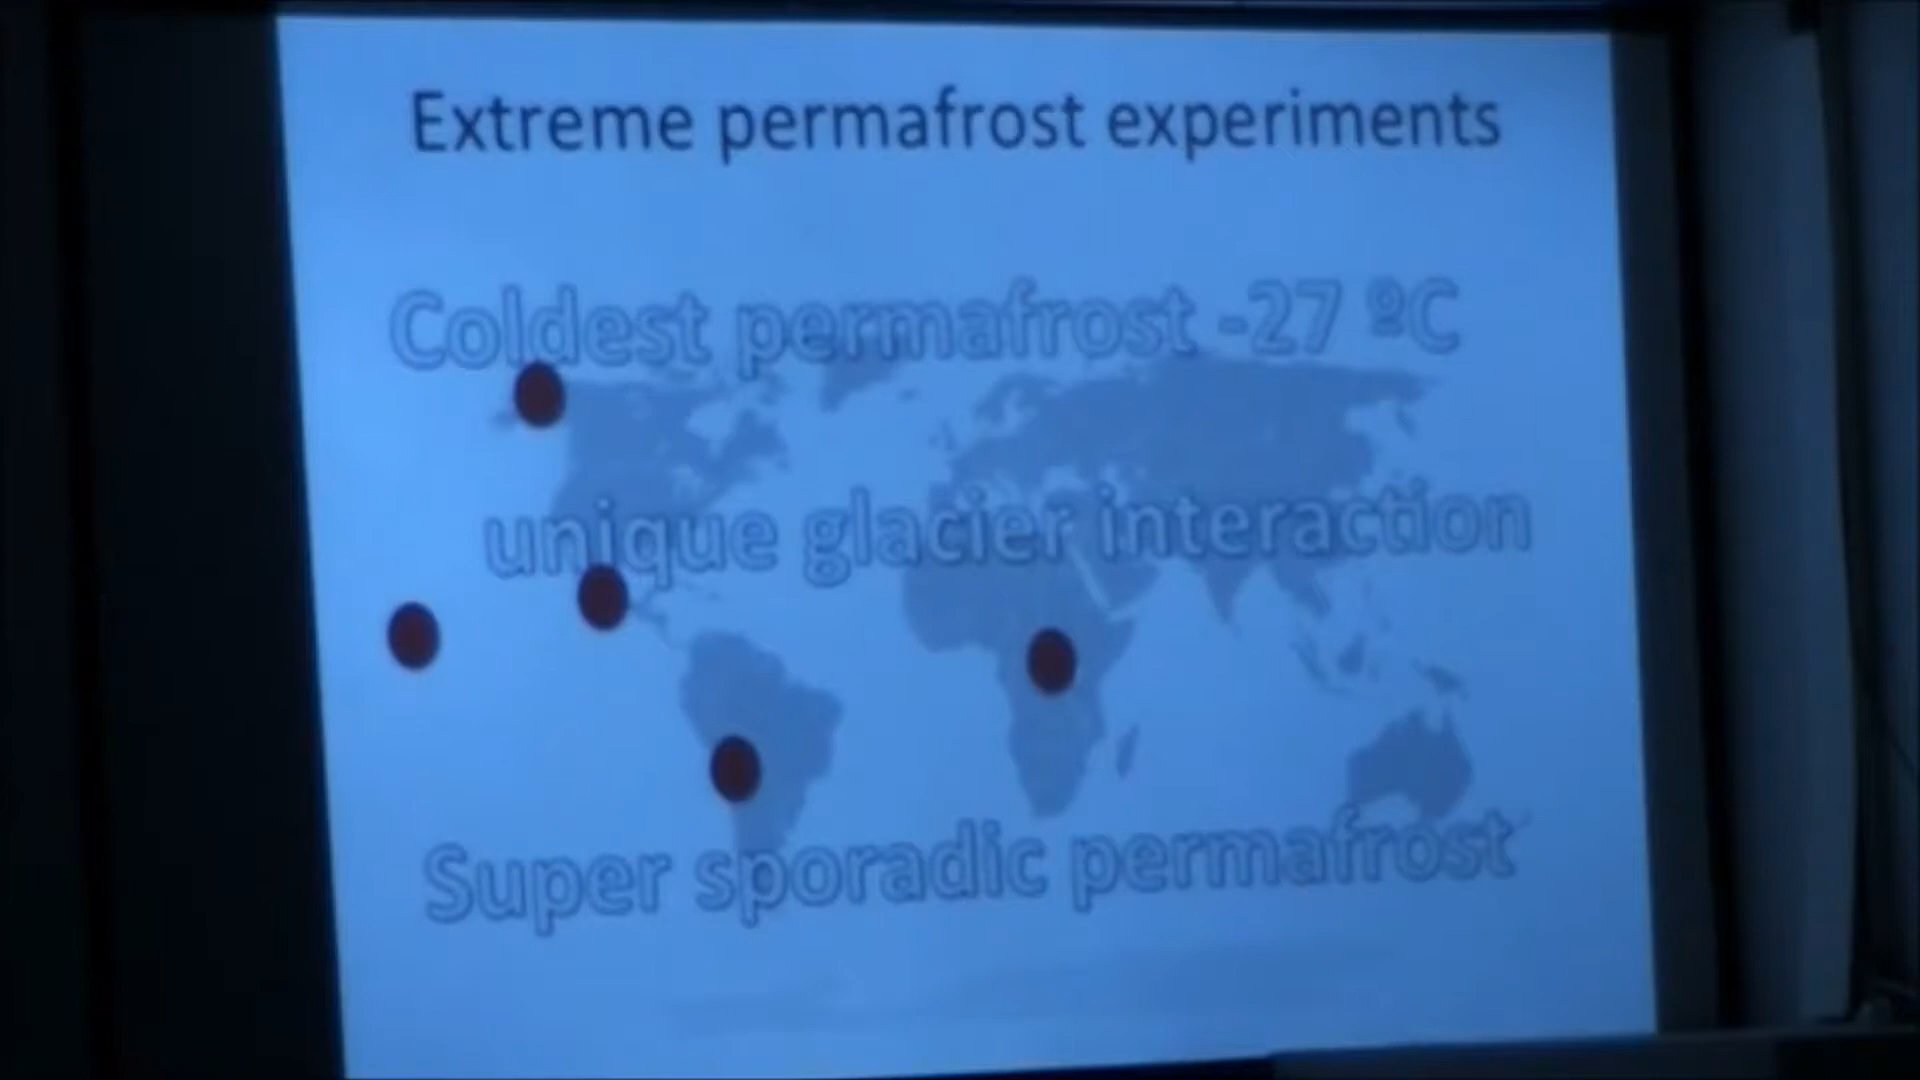 Extreme permafrost experiments
Coldest permafrost -27 ºC
unique glacier interaction
Super sporadic permafrost